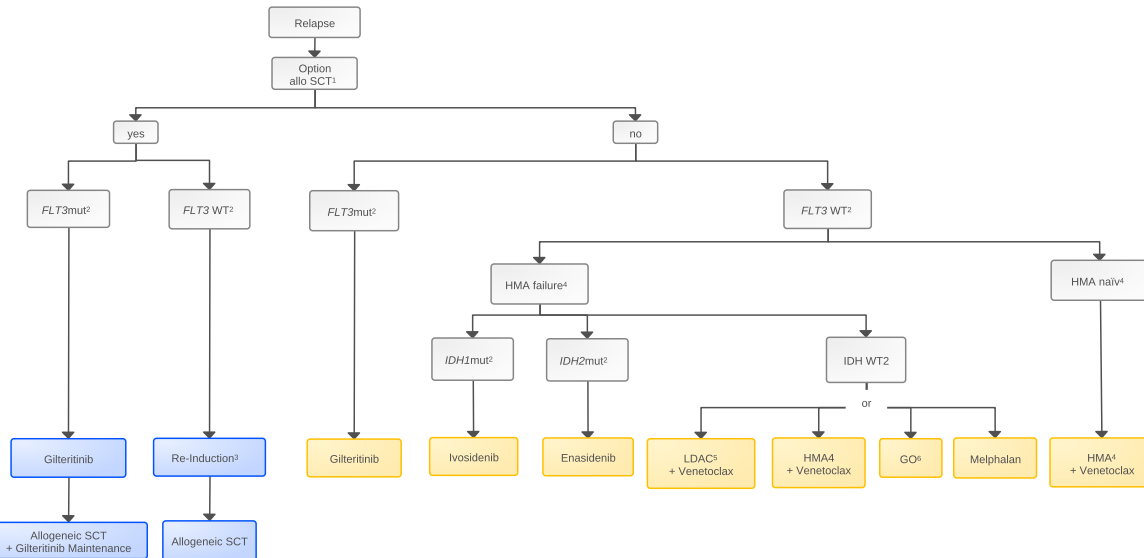 Relapse
Option
allo SCT¹
yes
no
FLT3mut²
FLT3 WT²
FLT3mut²
FLT3 WT²
HMA failure⁴
HMA naïv⁴
IDH1mut²
IDH2mut²
IDH WT2
or
Gilteritinib
Re-Induction³
Gilteritinib
Ivosidenib
Enasidenib
LDAC⁵
+ Venetoclax
HMA4
+ Venetoclax
GO⁶
Melphalan
HMA⁴
+ Venetoclax
Allogeneic SCT
+ Gilteritinib Maintenance
Allogeneic SCT